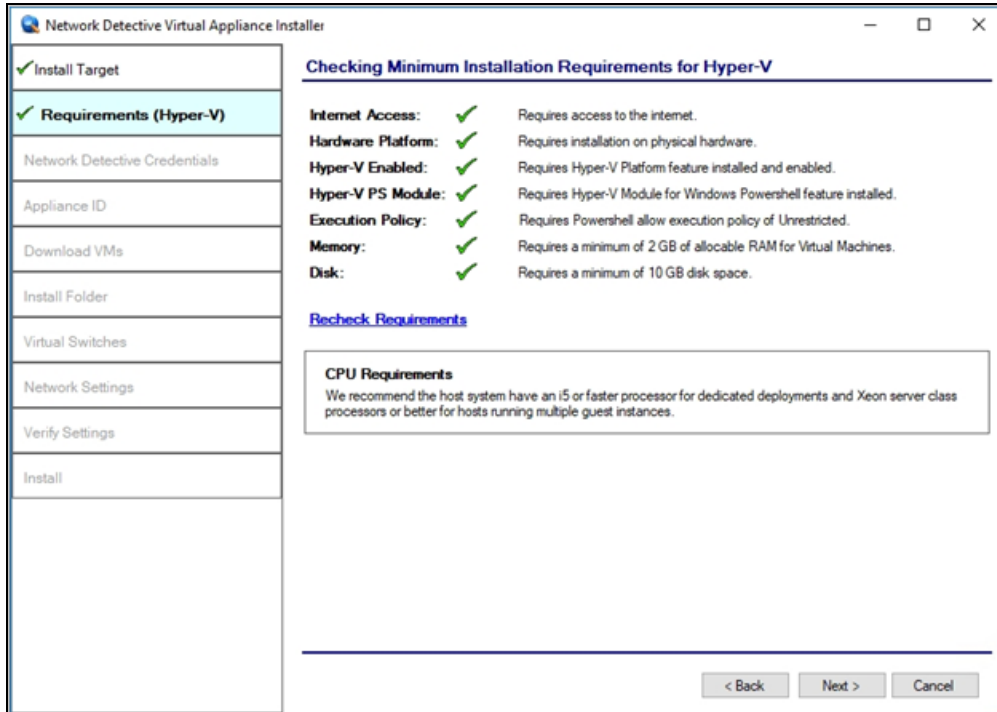 Network Detective Virtual Appliance Installer
Install Target
Requirements (Hyper-V)
Network Detective Credentials
Appliance ID
Download VMs
Install Folder
Virtual Switches
Network Settings
Verify Settings
Install
Checking Minimum Installation Requirements for Hyper-V
Internet Access: Requires access to the internet.
Hardware Platform: Requires installation on physical hardware.
Hyper-V Enabled: Requires Hyper-V Platform feature installed and enabled.
Hyper-V PS Module: Requires Hyper-V Module for Windows Powershell feature installed.
Execution Policy: Requires Powershell allow execution policy of Unrestricted.
Memory: Requires a minimum of 2 GB of allocable RAM for Virtual Machines.
Disk: Requires a minimum of 10 GB disk space.
Recheck Requirements
CPU Requirements
We recommend the host system have an i5 or faster processor for dedicated deployments and Xeon server class
processors or better for hosts running multiple guest instances.
< Back Next > Cancel